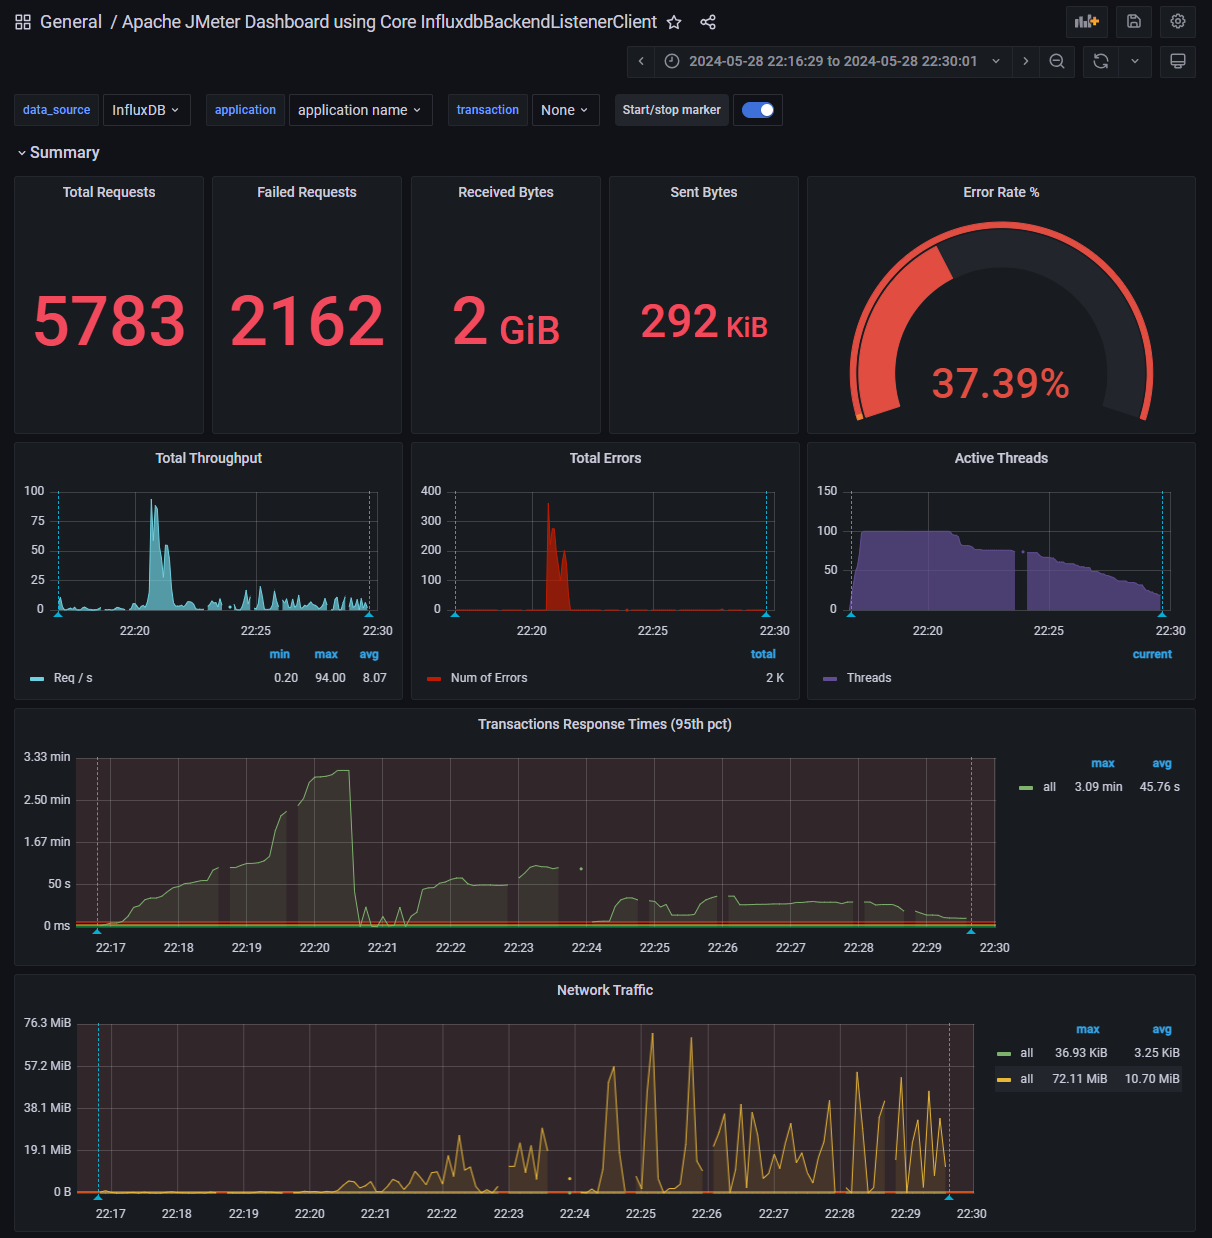 General / Apache JMeter Dashboard using Core InfluxdbBackendListenerClient
2024-05-28 22:16:29 to 2024-05-28 22:30:01
data_source InfluxDB application application name transaction None Start/stop marker
Summary
Total Requests
5783
Failed Requests
2162
Received Bytes
2 GiB
Sent Bytes
292 KiB
Error Rate %
37.39%
Total Throughput
100
75
50
25
0
22:20 22:25 22:30
min max avg
Req / s 0.20 94.00 8.07
Total Errors
400
300
200
100
0
22:20 22:25 22:30
total
Num of Errors 2 K
Active Threads
150
100
50
0
22:20 22:25 22:30
current
Threads
Transactions Response Times (95th pct)
3.33 min
2.50 min
1.67 min
50 s
0 ms
22:17 22:18 22:19 22:20 22:21 22:22 22:23 22:24 22:25 22:26 22:27 22:28 22:29 22:30
max avg
all 3.09 min 45.76 s
Network Traffic
76.3 MiB
57.2 MiB
38.1 MiB
19.1 MiB
0 B
22:17 22:18 22:19 22:20 22:21 22:22 22:23 22:24 22:25 22:26 22:27 22:28 22:29 22:30
max avg
all 36.93 KiB 3.25 KiB
all 72.11 MiB 10.70 MiB